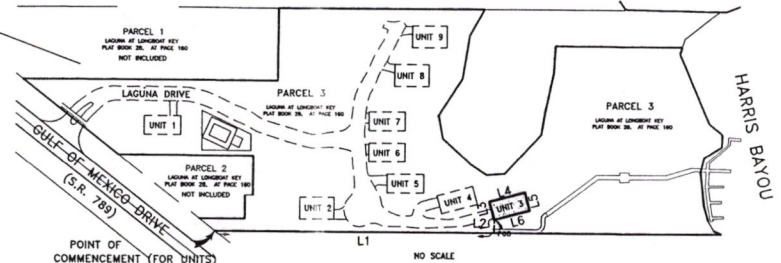 PARCEL 1
LAGUNA AT LONGBOAT KEY
PLAT BOOK 28, AT PAGE 160
NOT INCLUDED
UNIT 9
UNIT 8
LAGUNA DRIVE
PARCEL 3
LAGUNA AT LONGBOAT KEY
PLAT BOOK 28, AT PAGE 160
PARCEL 3
LAGUNA AT LONGBOAT KEY
PLAT BOOK 28, AT PAGE 160
HARRIS BAYOU
UNIT 1
UNIT 7
UNIT 6
UNIT 5
PARCEL 2
LAGUNA AT LONGBOAT KEY
PLAT BOOK 28, AT PAGE 160
NOT INCLUDED
GULF OF MEXICO DRIVE
(S.R. 789)
UNIT 2
UNIT 4
L4
L3
UNIT 3
L5
L2
L6
POB
L1
NO SCALE
POINT OF
COMMENCEMENT (FOR UNITS)